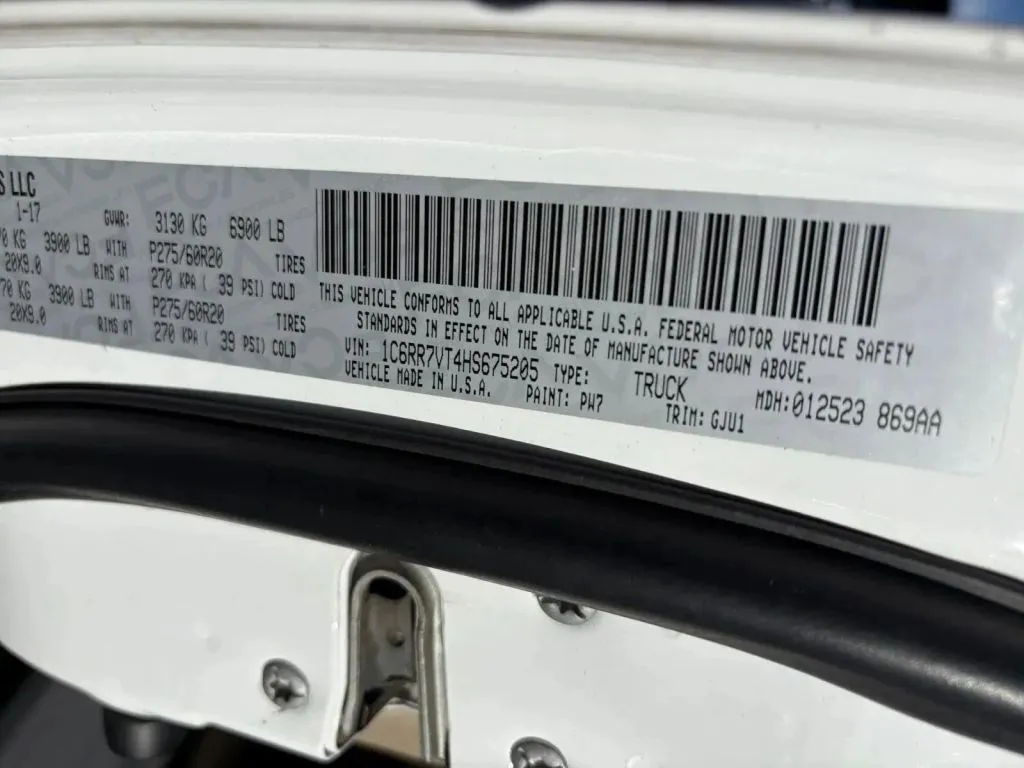 S LLC
1-17 GVWR: 3130 KG 6900 LB
0 KG 3900 LB WITH P275/60R20 TIRES
20X9.0 RIMS AT 270 KPA ( 39 PSI) COLD
70 KG 3900 LB WITH P275/60R20 TIRES
20X9.0 RIMS AT 270 KPA ( 39 PSI) COLD
THIS VEHICLE CONFORMS TO ALL APPLICABLE U.S.A. FEDERAL MOTOR VEHICLE SAFETY
STANDARDS IN EFFECT ON THE DATE OF MANUFACTURE SHOWN ABOVE.
VIN: 1C6RR7VT4HS675205 TYPE: TRUCK MDH:012523 869AA
VEHICLE MADE IN U.S.A. PAINT: PW7 TRIM: GJU1